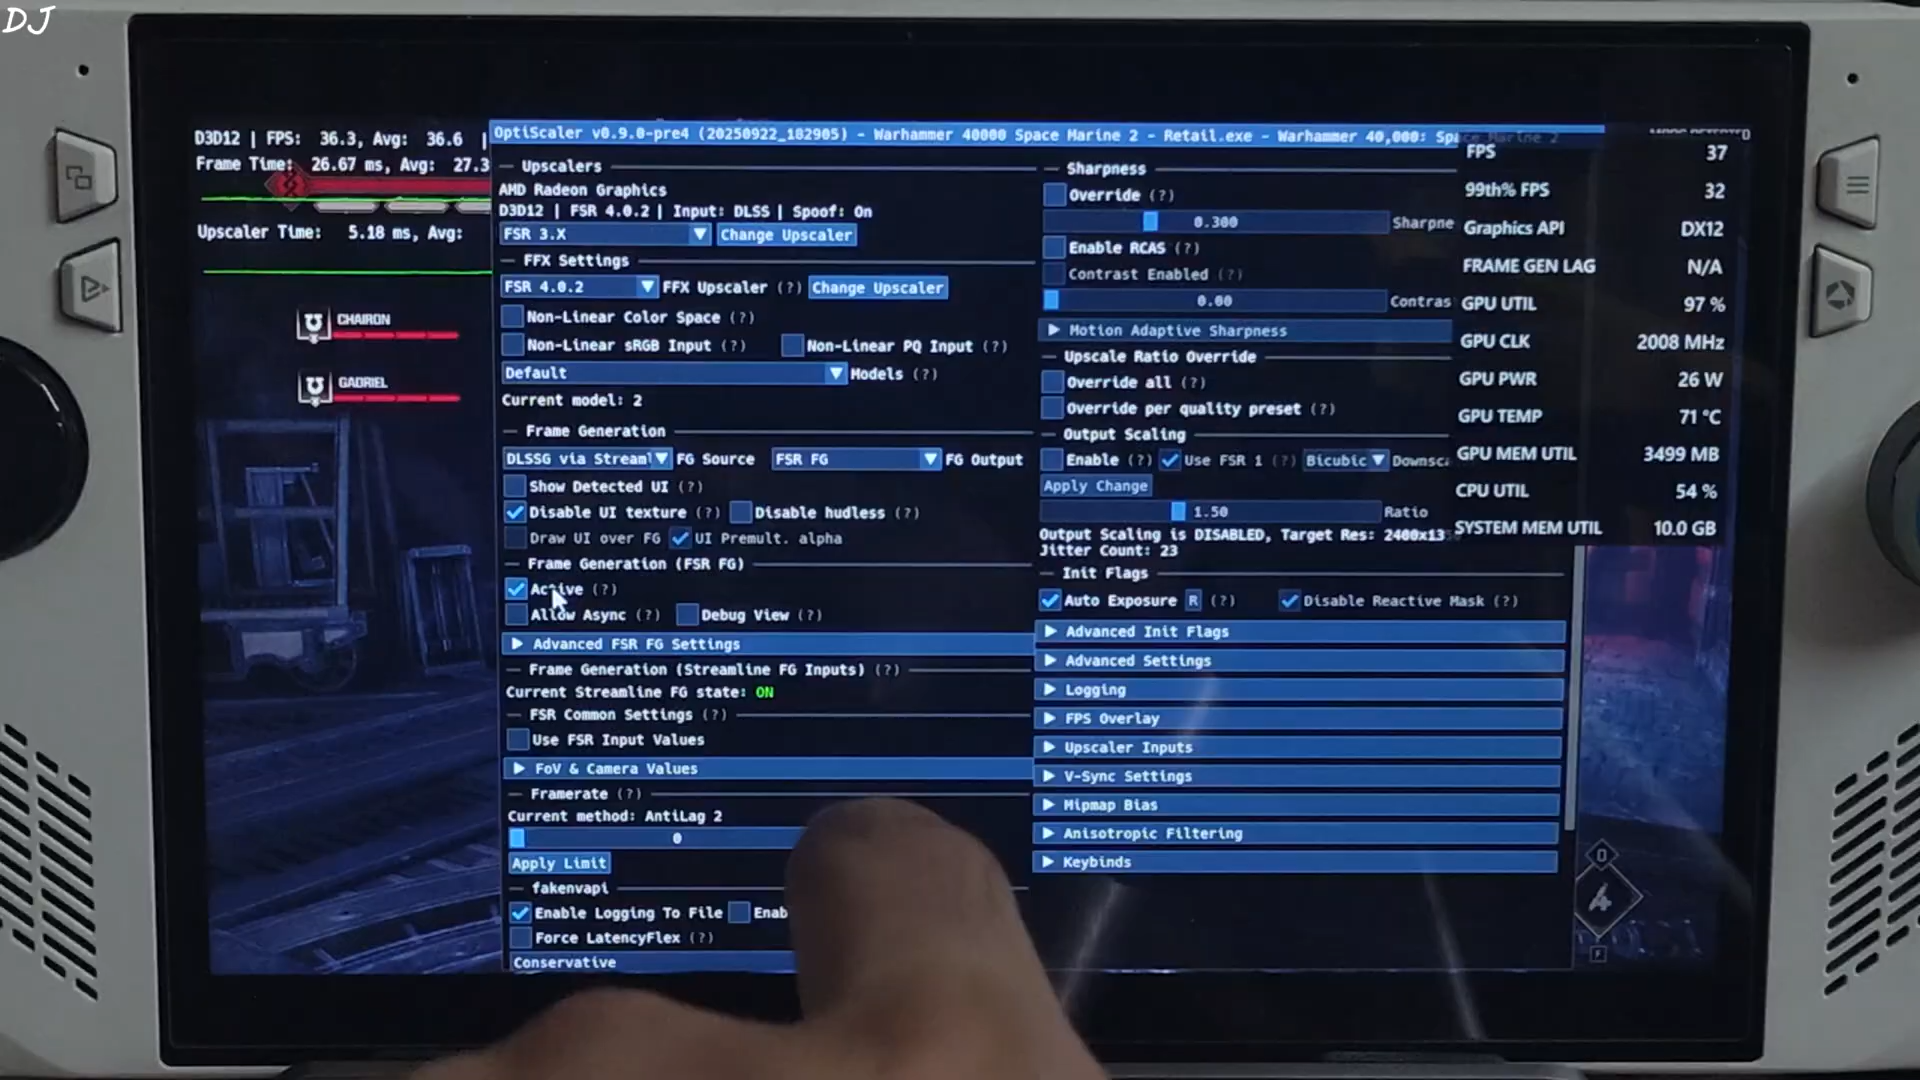 DJ
D3D12 | FPS: 36.3, Avg: 36.6 |
Frame Time: 26.67 ms, Avg: 27.3
Upscaler Time: 5.18 ms, Avg:
CHAIRON
GADRIEL
OptiScaler v0.9.0-pre4 (20250922_102905) - Warhammer 40000 Space Marine 2 - Retail.exe - Warhammer 40,000: Space Marine 2
Upscalers
AMD Radeon Graphics
D3D12 | FSR 4.0.2 | Input: DLSS | Spoof: On
FSR 3.X Change Upscaler
FFX Settings
FSR 4.0.2 FFX Upscaler (?) Change Upscaler
Non-Linear Color Space (?)
Non-Linear sRGB Input (?) Non-Linear PQ Input (?)
Default Models (?)
Current model: 2
Frame Generation
DLSSG via Stream FG Source FSR FG FG Output
Show Detected UI (?)
Disable UI texture (?) Disable hudless (?)
Draw UI over FG UI Premult. alpha
Frame Generation (FSR FG)
Active (?)
Allow Async (?) Debug View (?)
Advanced FSR FG Settings
Frame Generation (Streamline FG Inputs) (?)
Current Streamline FG state: ON
FSR Common Settings (?)
Use FSR Input Values
FoV & Camera Values
Framerate (?)
Current method: AntiLag 2
0
Apply Limit
fakenvapi
Enable Logging To File Enab
Force LatencyFlex (?)
Conservative
Sharpness
Override (?)
0.300 Sharpne
Enable RCAS (?)
Contrast Enabled (?)
0.00 Contras
Motion Adaptive Sharpness
Upscale Ratio Override
Override all (?)
Override per quality preset (?)
Output Scaling
Enable (?) Use FSR 1 (?) Bicubic Downsc
Apply Change
1.50 Ratio
Output Scaling is DISABLED, Target Res: 2400x13
Jitter Count: 23
Init Flags
Auto Exposure R (?) Disable Reactive Mask (?)
Advanced Init Flags
Advanced Settings
Logging
FPS Overlay
Upscaler Inputs
V-Sync Settings
Mipmap Bias
Anisotropic Filtering
Keybinds
FPS 37
99th% FPS 32
Graphics API DX12
FRAME GEN LAG N/A
GPU UTIL 97 %
GPU CLK 2008 MHz
GPU PWR 26 W
GPU TEMP 71 °C
GPU MEM UTIL 3499 MB
CPU UTIL 54 %
SYSTEM MEM UTIL 10.0 GB
0
4
F